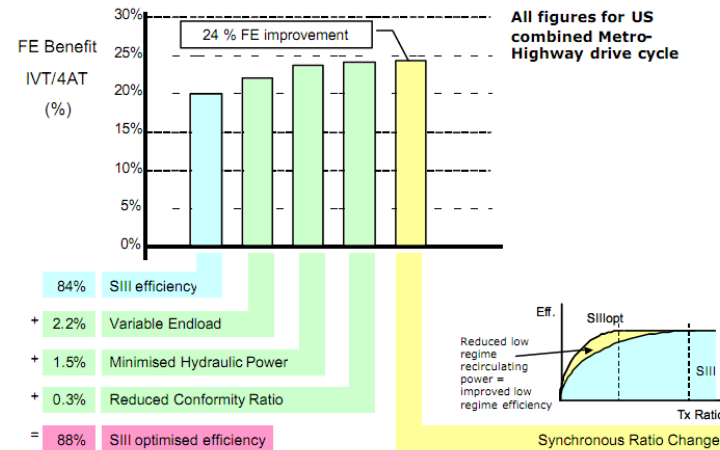 FE Benefit
IVT/4AT
(%)
30%
25%
20%
15%
10%
5%
0%
24 % FE improvement
All figures for US
combined Metro-
Highway drive cycle
84% SIII efficiency
+ 2.2% Variable Endload
+ 1.5% Minimised Hydraulic Power
+ 0.3% Reduced Conformity Ratio
= 88% SIII optimised efficiency
Eff.
SIIIopt
Reduced low
regime
recirculating
power =
improved low
regime efficiency
SIII
Tx Ratio
Synchronous Ratio Change